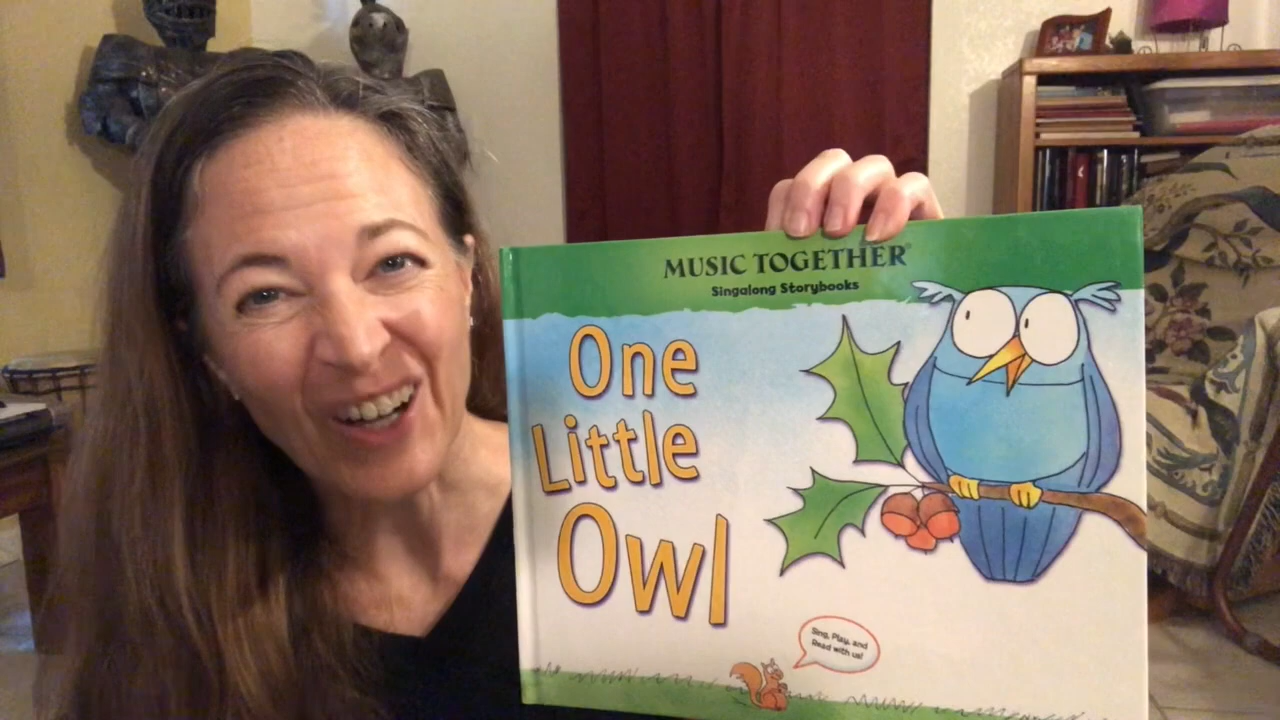 MUSIC TOGETHER®
Singalong Storybooks
One
Little
Owl
Sing, Play, and
Read with us!